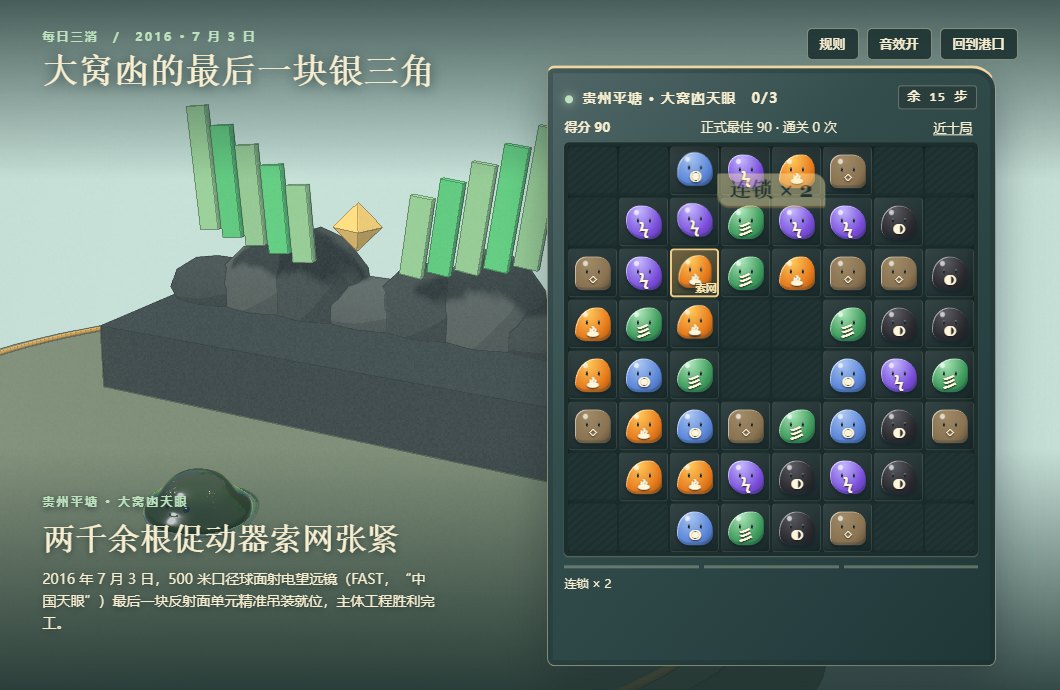 每日三消 / 2016·7月3日
大窝凼的最后一块银三角
规则 音效开 回到港口
贵州平塘·大窝凼天眼 0/3 余 15 步
得分 90 正式最佳 90·通关 0 次 近十局
连锁 × 2
索网
连锁 × 2
贵州平塘·大窝凼天眼
两千余根促动器索网张紧
2016 年 7 月 3 日，500 米口径球面射电望远镜（FAST，“中
国天眼”）最后一块反射面单元精准吊装就位，主体工程胜利完
工。